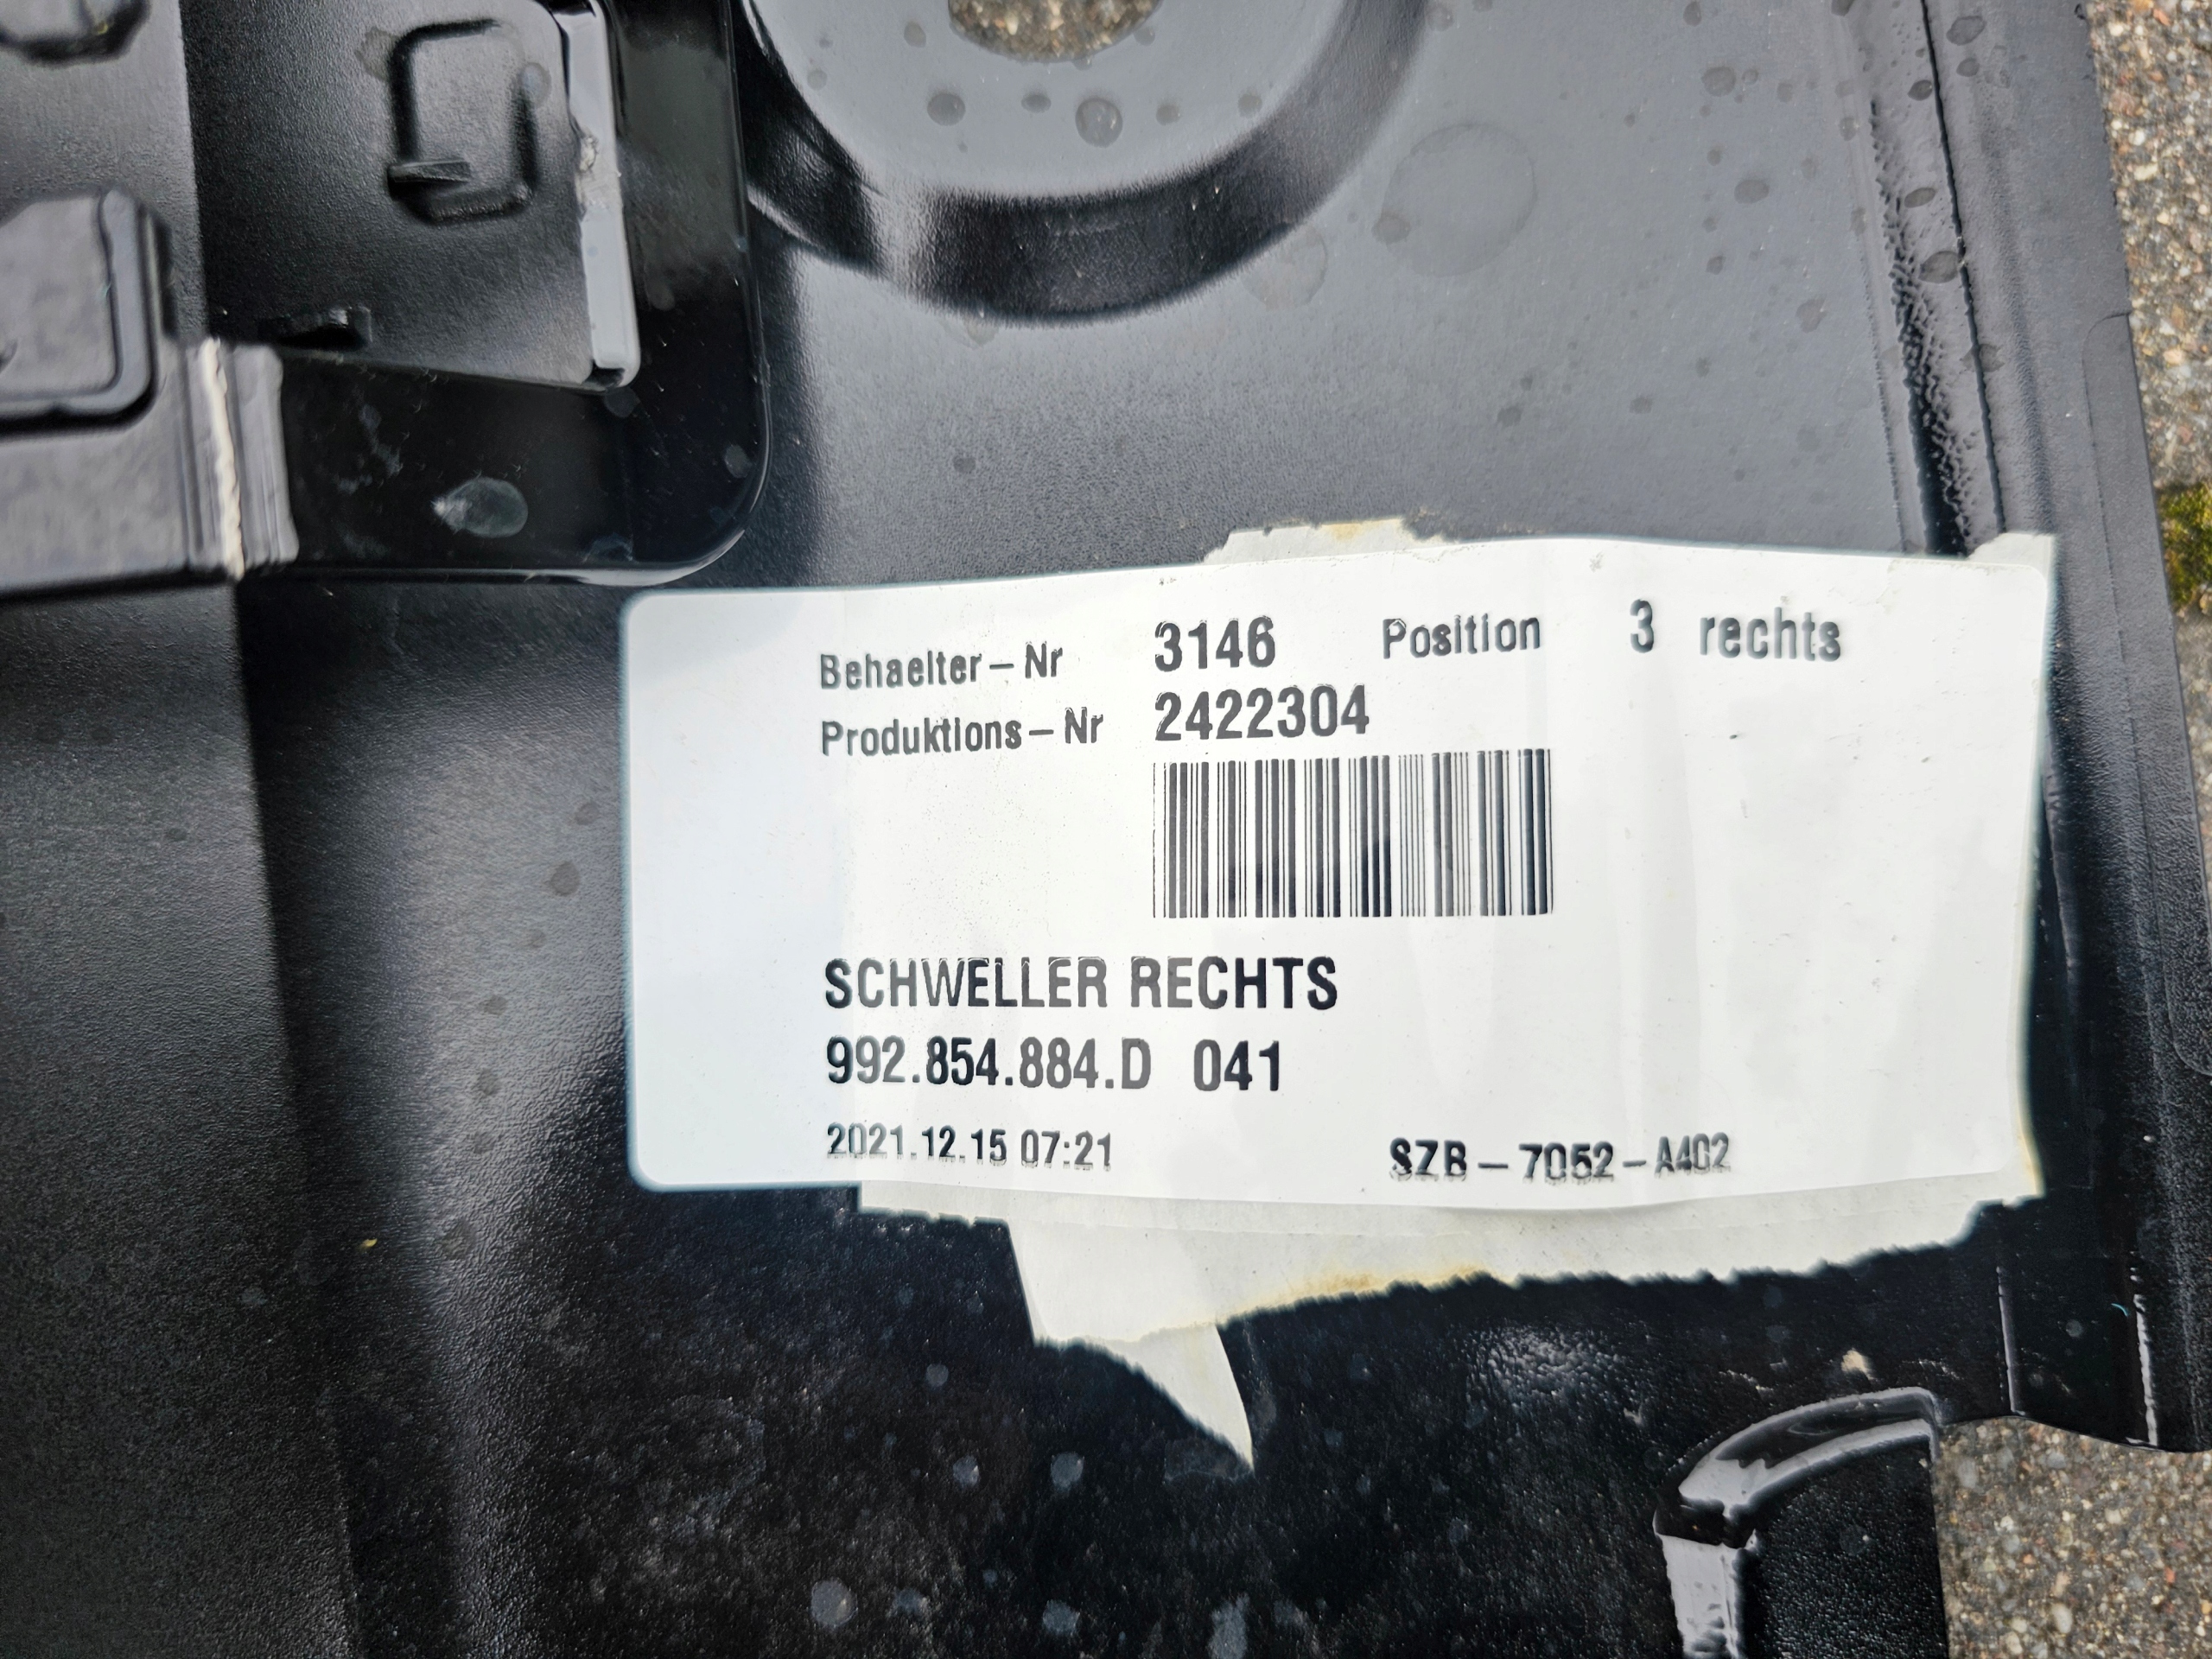 Behaelter-Nr 3146 Position 3 rechts
Produktions-Nr 2422304
SCHWELLER RECHTS
992.854.884.D 041
2021.12.15 07:21 SZB-7052-A402